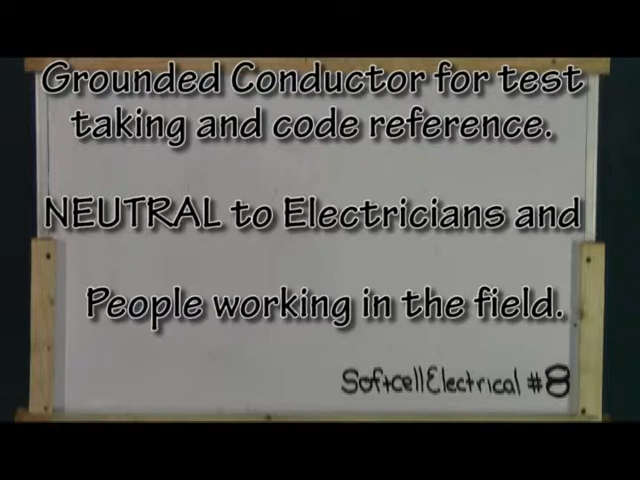 Grounded Conductor for test
taking and code reference.
NEUTRAL to Electricians and
People working in the field.
SoftcellElectrical #8